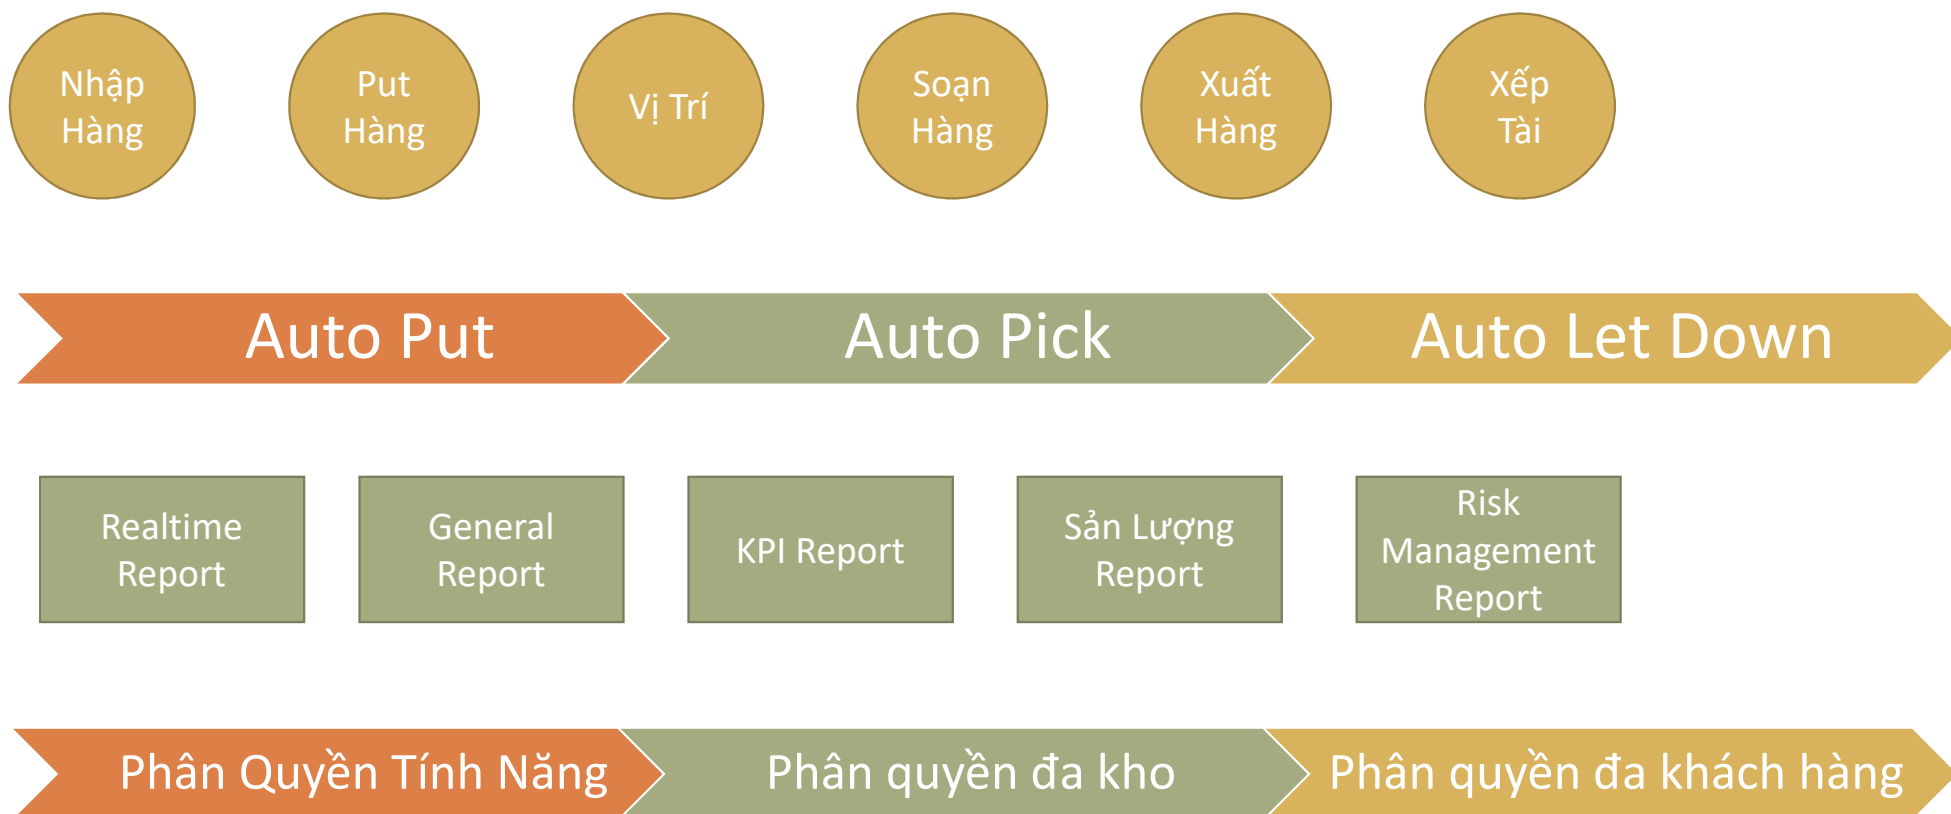 Nhập
Hàng
Put
Hàng
Vị Trí
Soạn
Hàng
Xuất
Hàng
Xếp
Tài
Auto Put
Auto Pick
Auto Let Down
Realtime
Report
General
Report
KPI Report
Sản Lượng
Report
Risk
Management
Report
Phân Quyền Tính Năng
Phân quyền đa kho
Phân quyền đa khách hàng